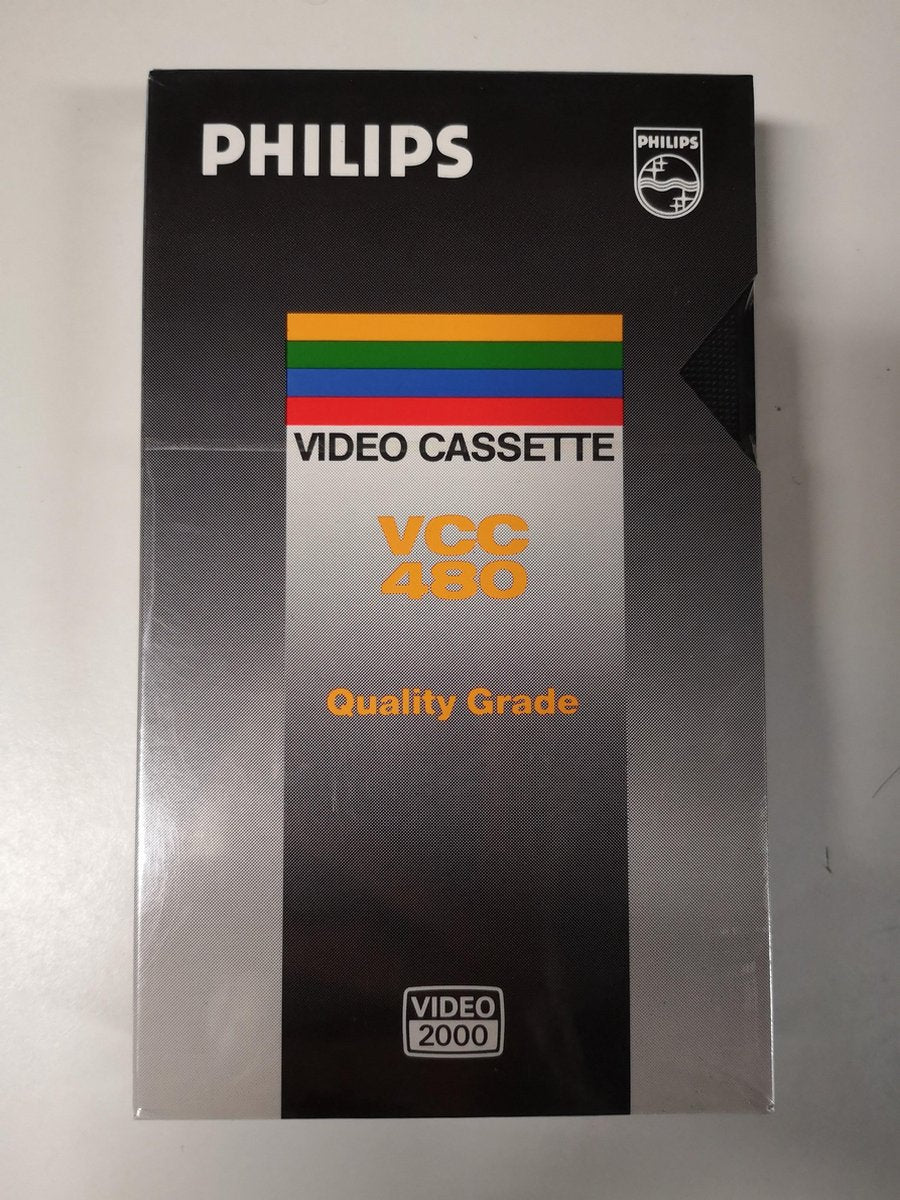 PHILIPS
PHILIPS
VIDEO CASSETTE
VCC
480
Quality Grade
VIDEO
2000